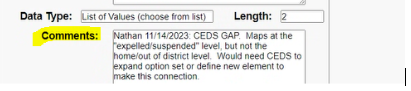 Data Type: List of Values (choose from list) Length: 2
Comments: Nathan 11/14/2023: CEDS GAP. Maps at the
"expelled/suspended" level, but not the
home/out of district level. Would need CEDS to
expand option set or define new element to
make this connection.